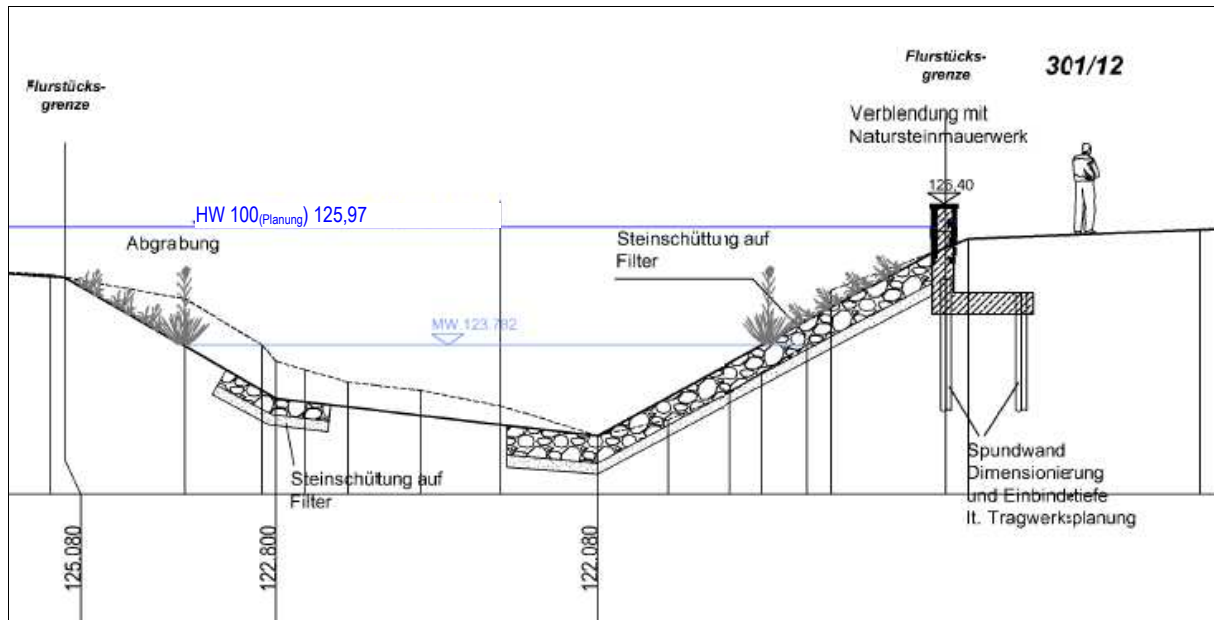 Flurstücks-
grenze
Flurstücks-
grenze
301/12
Verblendung mit
Natursteinmauerwerk
126,40
HW 100(Planung) 125,97
Abgrabung
Steinschüttung auf
Filter
MW 123.782
Steinschüttung auf
Filter
Spundwand
Dimensionierung
und Einbindetiefe
lt. Tragwerksplanung
125.080
122.800
122.080